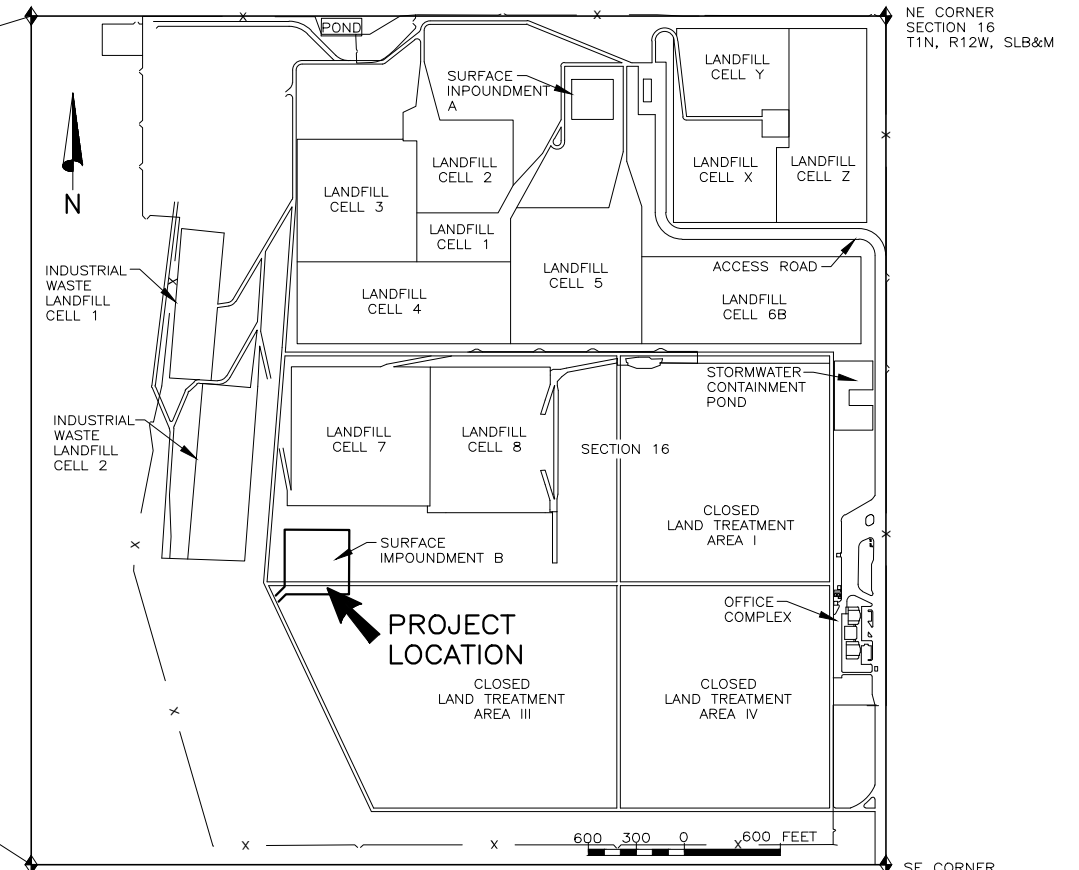 NE CORNER
SECTION 16
T1N, R12W, SLB&M
X
X
POND
LANDFILL
CELL Y
SURFACE
INPOUNDMENT
A
X
LANDFILL
CELL 2
LANDFILL
CELL X
LANDFILL
CELL Z
N
LANDFILL
CELL 3
LANDFILL
CELL 1
INDUSTRIAL
WASTE
LANDFILL
CELL 1
X
LANDFILL
CELL 5
ACCESS ROAD
LANDFILL
CELL 4
LANDFILL
CELL 6B
STORMWATER
CONTAINMENT
POND
INDUSTRIAL
WASTE
LANDFILL
CELL 2
LANDFILL
CELL 7
LANDFILL
CELL 8
SECTION 16
CLOSED
LAND TREATMENT
AREA I
X
X
SURFACE
IMPOUNDMENT B
OFFICE
COMPLEX
PROJECT
LOCATION
CLOSED
LAND TREATMENT
AREA III
CLOSED
LAND TREATMENT
AREA IV
X
600 300 0 600 FEET
X
X
X
SE CORNER